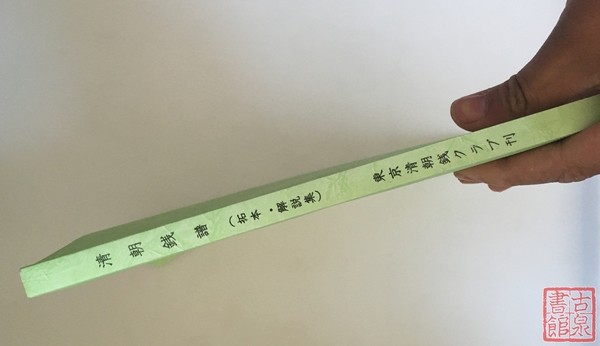 清朝銭譜（拓本・解説集） 東京清朝銭クラブ刊
古泉
書館